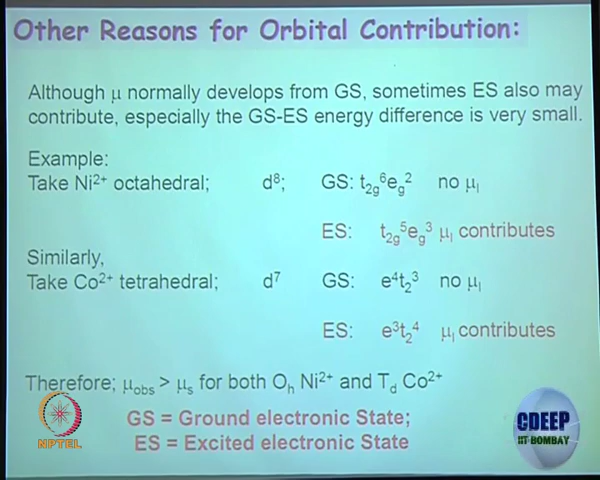 Other Reasons for Orbital Contribution:
Although μ normally develops from GS, sometimes ES also may
contribute, especially the GS-ES energy difference is very small.
Example:
Take Ni²⁺ octahedral; d⁸; GS: t₂g⁶eg² no μₗ
ES: t₂g⁵eg³ μₗ contributes
Similarly,
Take Co²⁺ tetrahedral; d⁷ GS: e⁴t₂³ no μₗ
ES: e³t₂⁴ μₗ contributes
Therefore; μobs > μₛ for both Oₕ Ni²⁺ and Td Co²⁺
GS = Ground electronic State;
ES = Excited electronic State
NPTEL
CDEEP
IIT BOMBAY